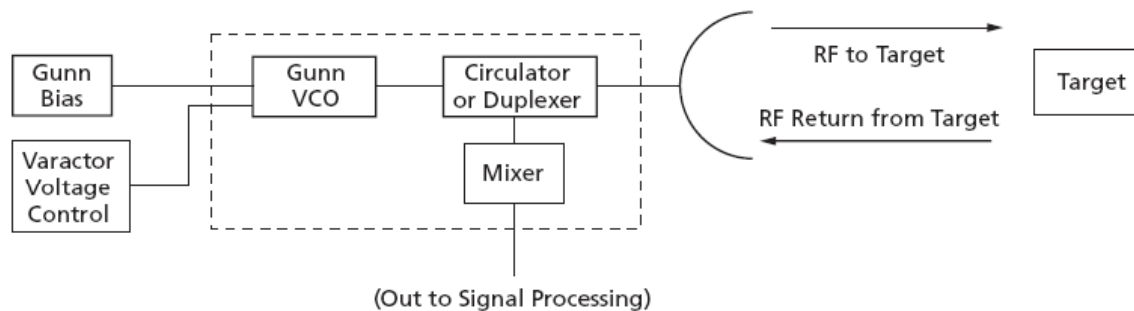 Gunn
Bias
Varactor
Voltage
Control
Gunn
VCO
Circulator
or Duplexer
Mixer
(Out to Signal Processing)
RF to Target
RF Return from Target
Target